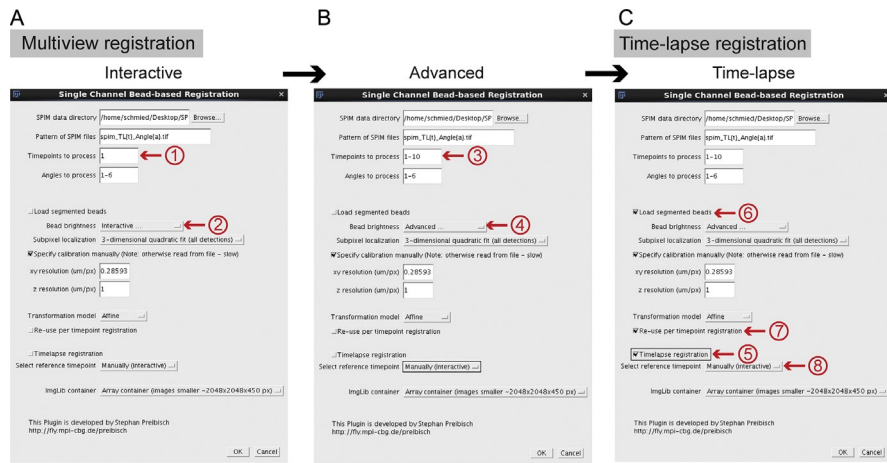 A
Multiview registration
Interactive
Single Channel Bead-based Registration ×
SPIM data directory /home/schmied/Desktop/SP Browse...
Pattern of SPIM files spim_TL{t}_Angle{a}.tif
Timepoints to process 1 ①
Angles to process 1-6
Load segmented beads
Bead brightness Interactive ... ②
Subpixel localization 3-dimensional quadratic fit (all detections)
Specify calibration manually (Note: otherwise read from file - slow)
xy resolution (um/px) 0.28593
z resolution (um/px) 1
Transformation model Affine
Re-use per timepoint registration
Timelapse registration
Select reference timepoint Manually (interactive)
ImgLib container Array container (images smaller ~2048x2048x450 px)
This Plugin is developed by Stephan Preibisch
http://fly.mpi-cbg.de/preibisch
OK Cancel
B
Advanced
Single Channel Bead-based Registration ×
SPIM data directory /home/schmied/Desktop/SP Browse...
Pattern of SPIM files spim_TL{t}_Angle{a}.tif
Timepoints to process 1-10 ③
Angles to process 1-6
Load segmented beads
Bead brightness Advanced ... ④
Subpixel localization 3-dimensional quadratic fit (all detections)
Specify calibration manually (Note: otherwise read from file - slow)
xy resolution (um/px) 0.28593
z resolution (um/px) 1
Transformation model Affine
Re-use per timepoint registration
Timelapse registration
Select reference timepoint Manually (interactive)
ImgLib container Array container (images smaller ~2048x2048x450 px)
This Plugin is developed by Stephan Preibisch
http://fly.mpi-cbg.de/preibisch
OK Cancel
C
Time-lapse registration
Time-lapse
Single Channel Bead-based Registration ×
SPIM data directory /home/schmied/Desktop/SP Browse...
Pattern of SPIM files spim_TL{t}_Angle{a}.tif
Timepoints to process 1-10
Angles to process 1-6
Load segmented beads ⑥
Bead brightness Advanced ...
Subpixel localization 3-dimensional quadratic fit (all detections)
Specify calibration manually (Note: otherwise read from file - slow)
xy resolution (um/px) 0.28593
z resolution (um/px) 1
Transformation model Affine
Re-use per timepoint registration ⑦
Timelapse registration ⑤
Select reference timepoint Manually (interactive) ⑧
ImgLib container Array container (images smaller ~2048x2048x450 px)
This Plugin is developed by Stephan Preibisch
http://fly.mpi-cbg.de/preibisch
OK Cancel